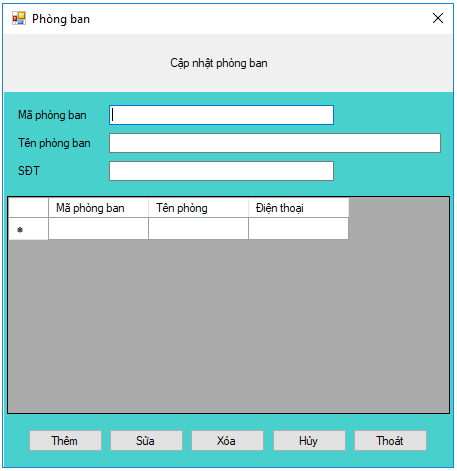 Phòng ban
Cập nhật phòng ban
Mã phòng ban
Tên phòng ban
SĐT
Mã phòng ban Tên phòng Điện thoại
*
Thêm Sửa Xóa Hủy Thoát